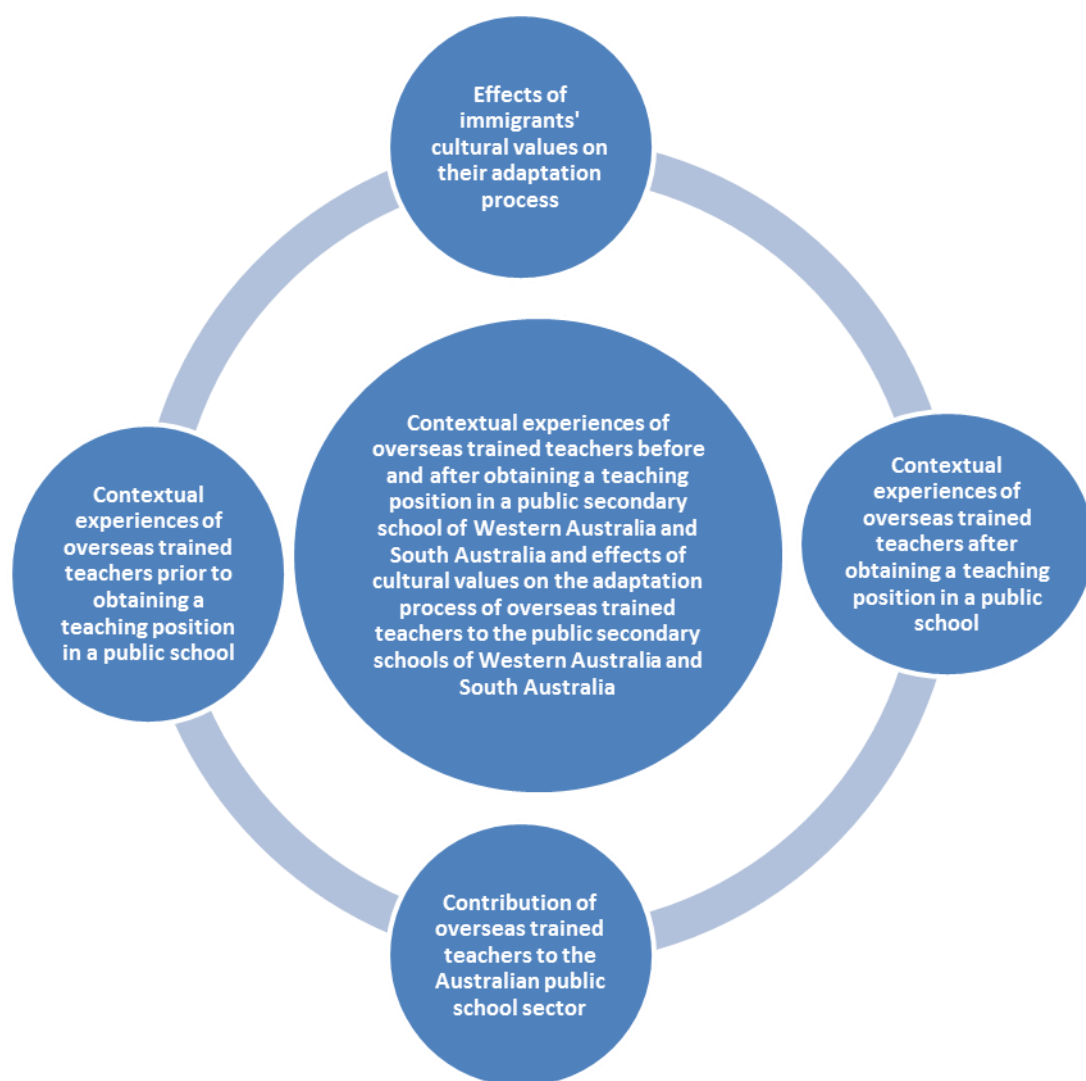 Effects of
immigrants'
cultural values on
their adaptation
process
Contextual experiences of
overseas trained teachers before
and after obtaining a teaching
position in a public secondary
school of Western Australia and
South Australia and effects of
cultural values on the adaptation
process of overseas trained
teachers to the public secondary
schools of Western Australia and
South Australia
Contextual
experiences of
overseas trained
teachers after
obtaining a teaching
position in a public
school
Contextual
experiences of
overseas trained
teachers prior to
obtaining a
teaching position
in a public school
Contribution of
overseas trained
teachers to the
Australian public
school sector